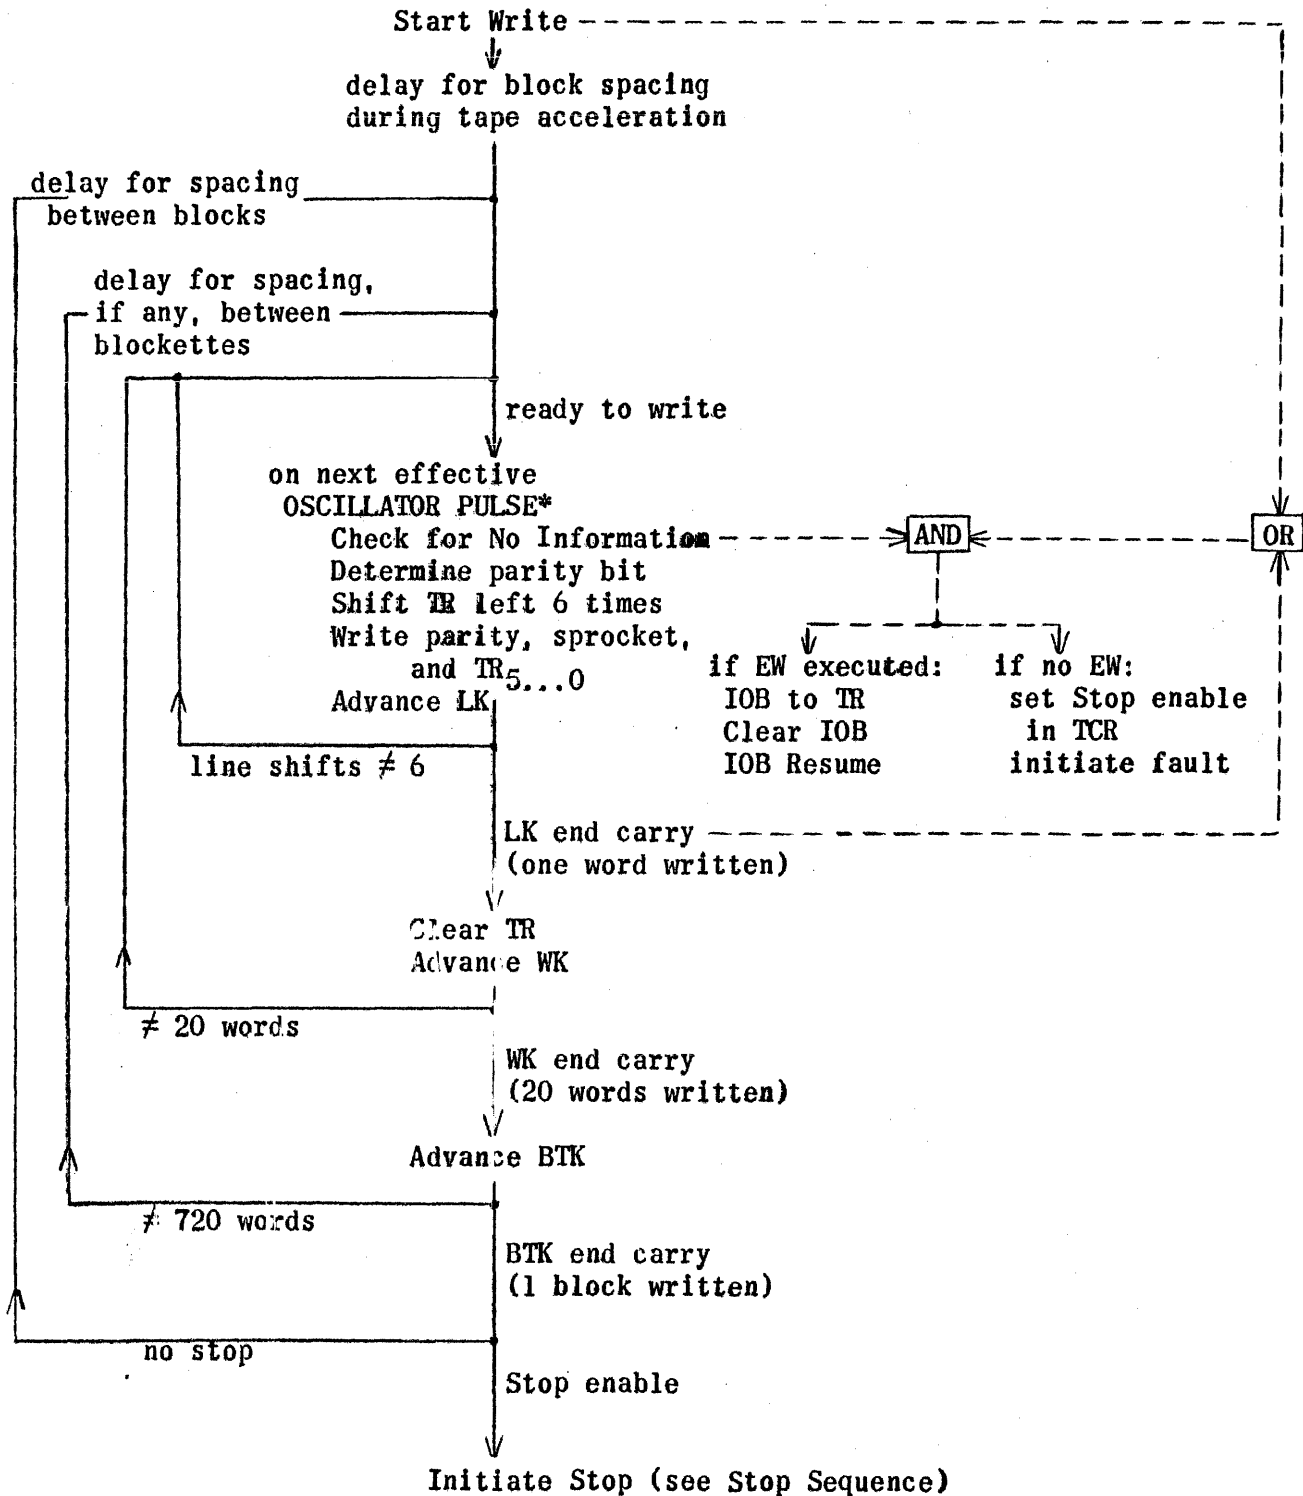 Start Write
delay for block spacing
during tape acceleration
delay for spacing
between blocks
delay for spacing,
if any, between
blockettes
ready to write
on next effective
OSCILLATOR PULSE*
Check for No Information
Determine parity bit
Shift TR left 6 times
Write parity, sprocket,
and TR5...0
Advance LK
AND
OR
if EW executed:
IOB to TR
Clear IOB
IOB Resume
if no EW:
set Stop enable
in TCR
initiate fault
line shifts ≠ 6
LK end carry
(one word written)
Clear TR
Advance WK
≠ 20 words
WK end carry
(20 words written)
Advance BTK
≠ 720 words
BTK end carry
(1 block written)
no stop
Stop enable
Initiate Stop (see Stop Sequence)